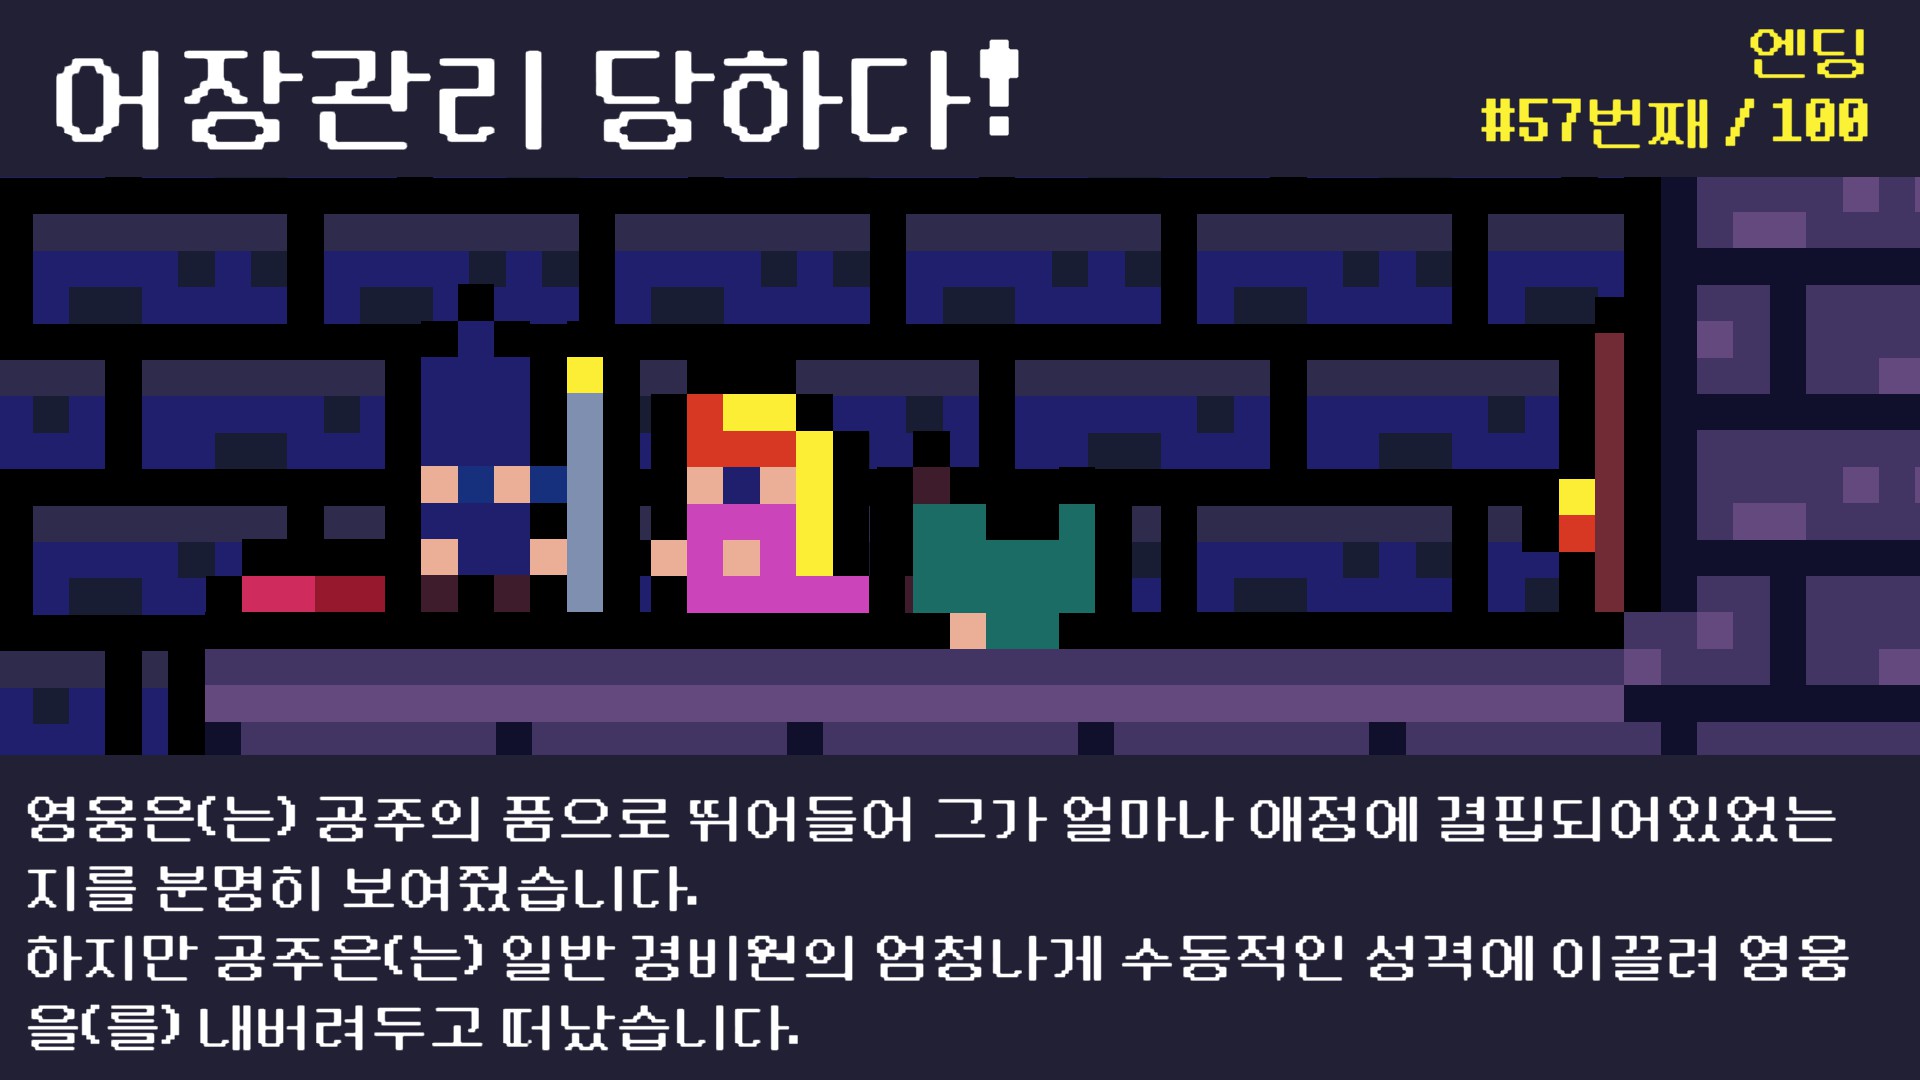 어장관리 당하다!
엔딩
#57번째 / 100
영웅은(는) 공주의 품으로 뛰어들어 그가 얼마나 애정에 결핍되어있었는
지를 분명히 보여줬습니다.
하지만 공주은(는) 일반 경비원의 엄청나게 수동적인 성격에 이끌려 영웅
을(를) 내버려두고 떠났습니다.